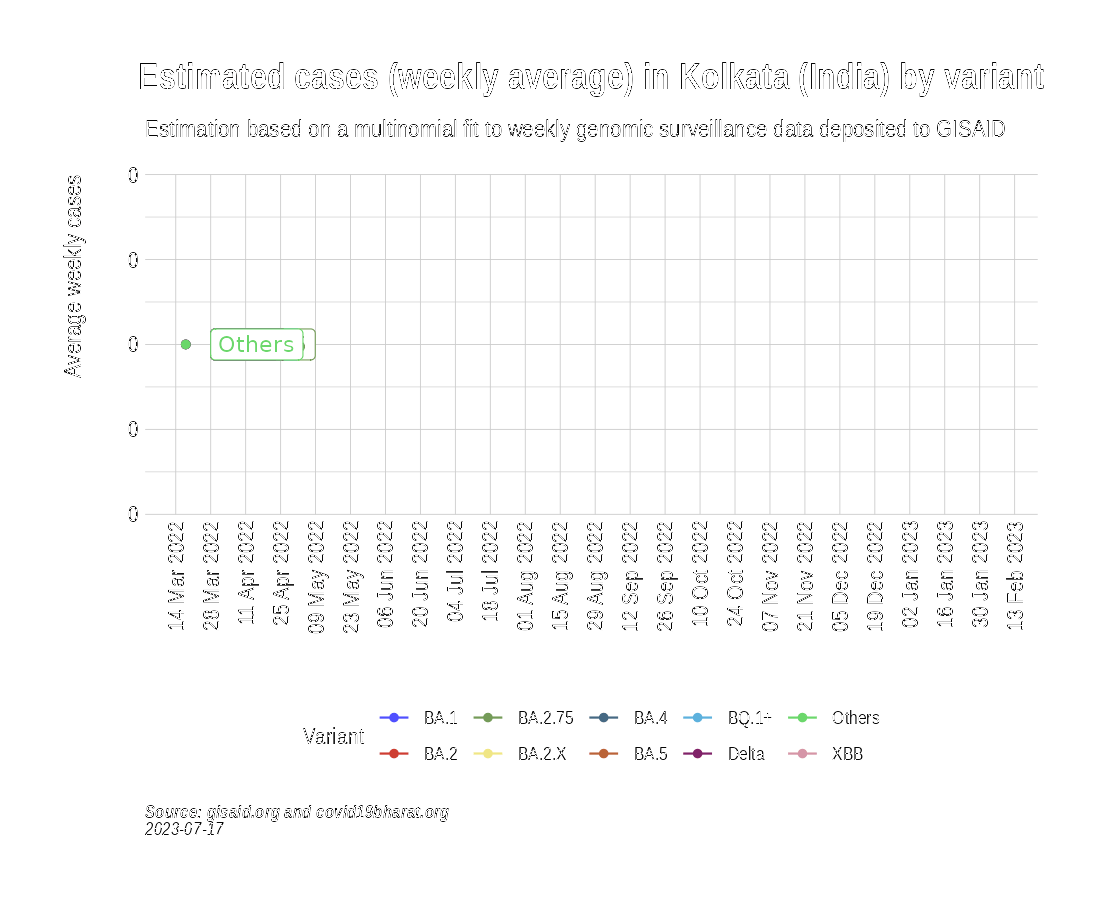 Estimated cases (weekly average) in Kolkata (India) by variant
Estimation based on a multinomial fit to weekly genomic surveillance data deposited to GISAID
Average weekly cases
0
0
0
0
0
Others
14 Mar 2022
28 Mar 2022
11 Apr 2022
25 Apr 2022
09 May 2022
23 May 2022
06 Jun 2022
20 Jun 2022
04 Jul 2022
18 Jul 2022
01 Aug 2022
15 Aug 2022
29 Aug 2022
12 Sep 2022
26 Sep 2022
10 Oct 2022
24 Oct 2022
07 Nov 2022
21 Nov 2022
05 Dec 2022
19 Dec 2022
02 Jan 2023
16 Jan 2023
30 Jan 2023
13 Feb 2023
Variant
BA.1 BA.2.75 BA.4 BQ.1+ Others
BA.2 BA.2.X BA.5 Delta XBB
Source: gisaid.org and covid19bharat.org
2023-07-17